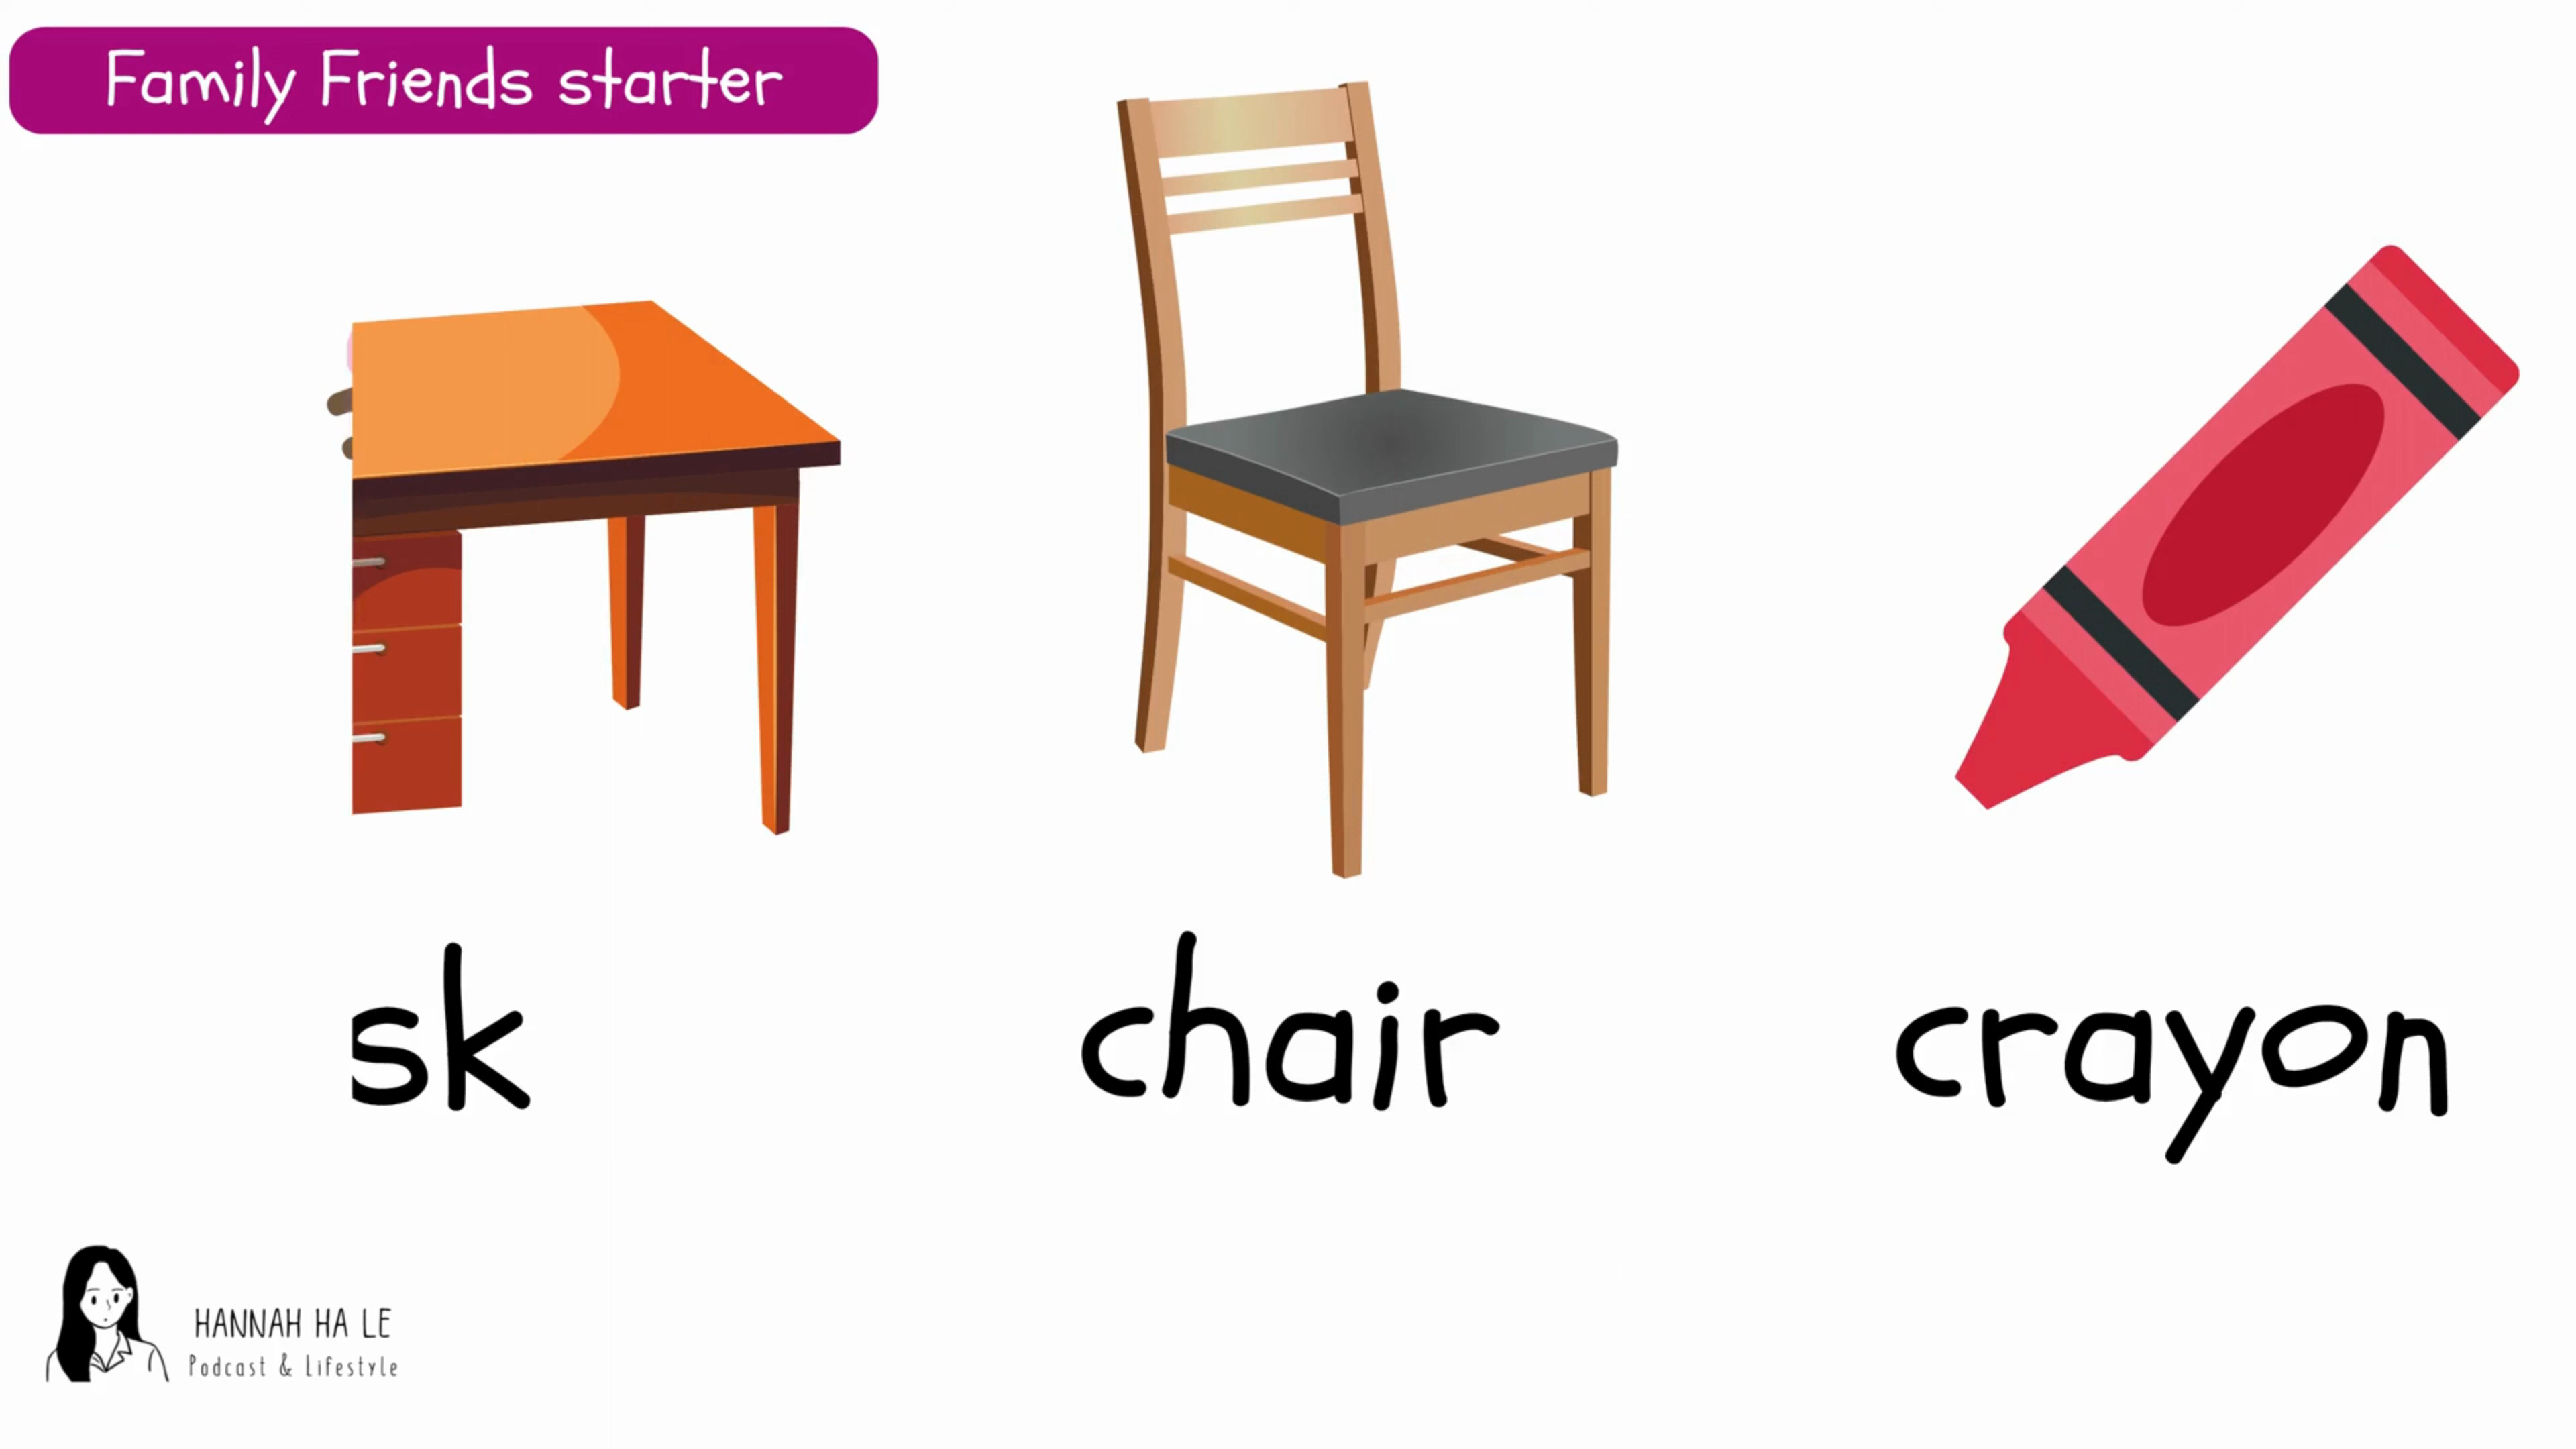 Family Friends starter
sk
chair
crayon
HANNAH HA LE
Podcast & Lifestyle